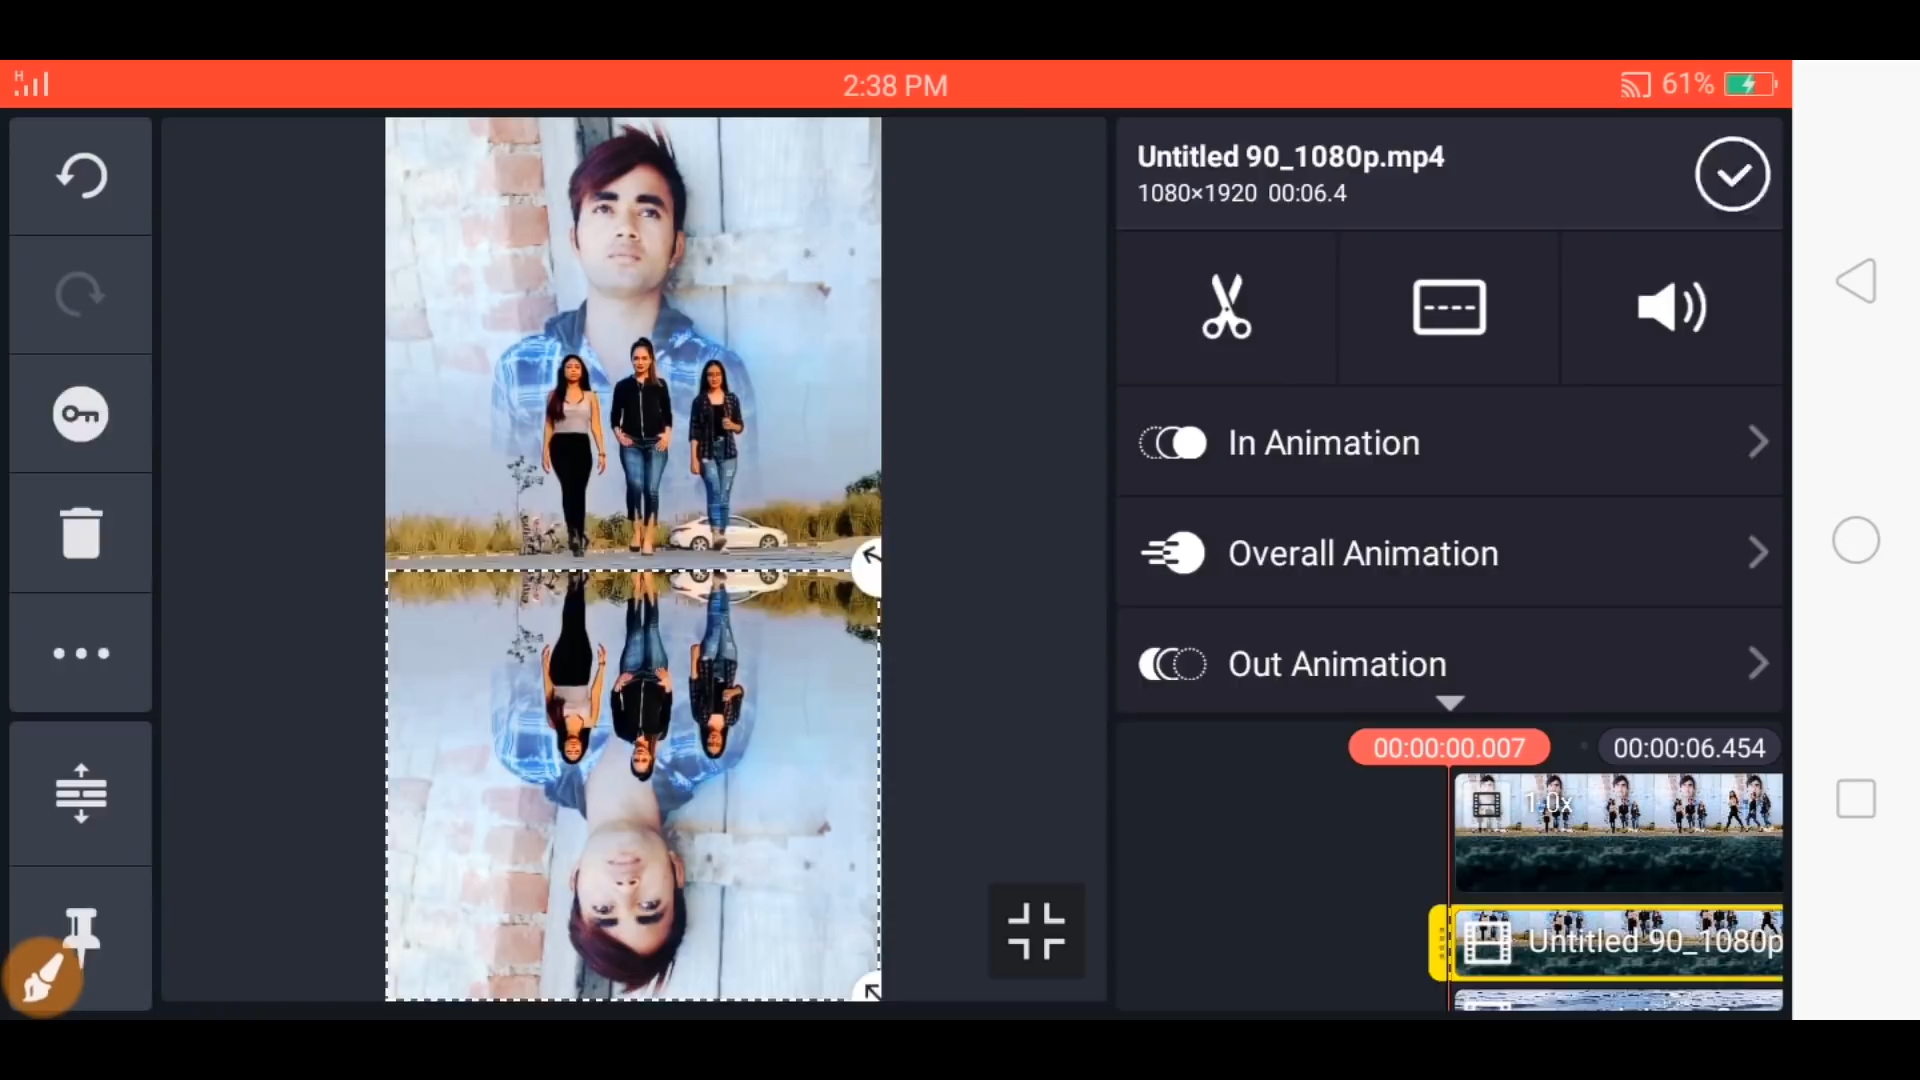 H
2:38 PM
61%
Untitled 90_1080p.mp4
1080×1920 00:06.4
In Animation
Overall Animation
Out Animation
00:00:00.007
00:00:06.454
1.0x
Untitled 90_1080p